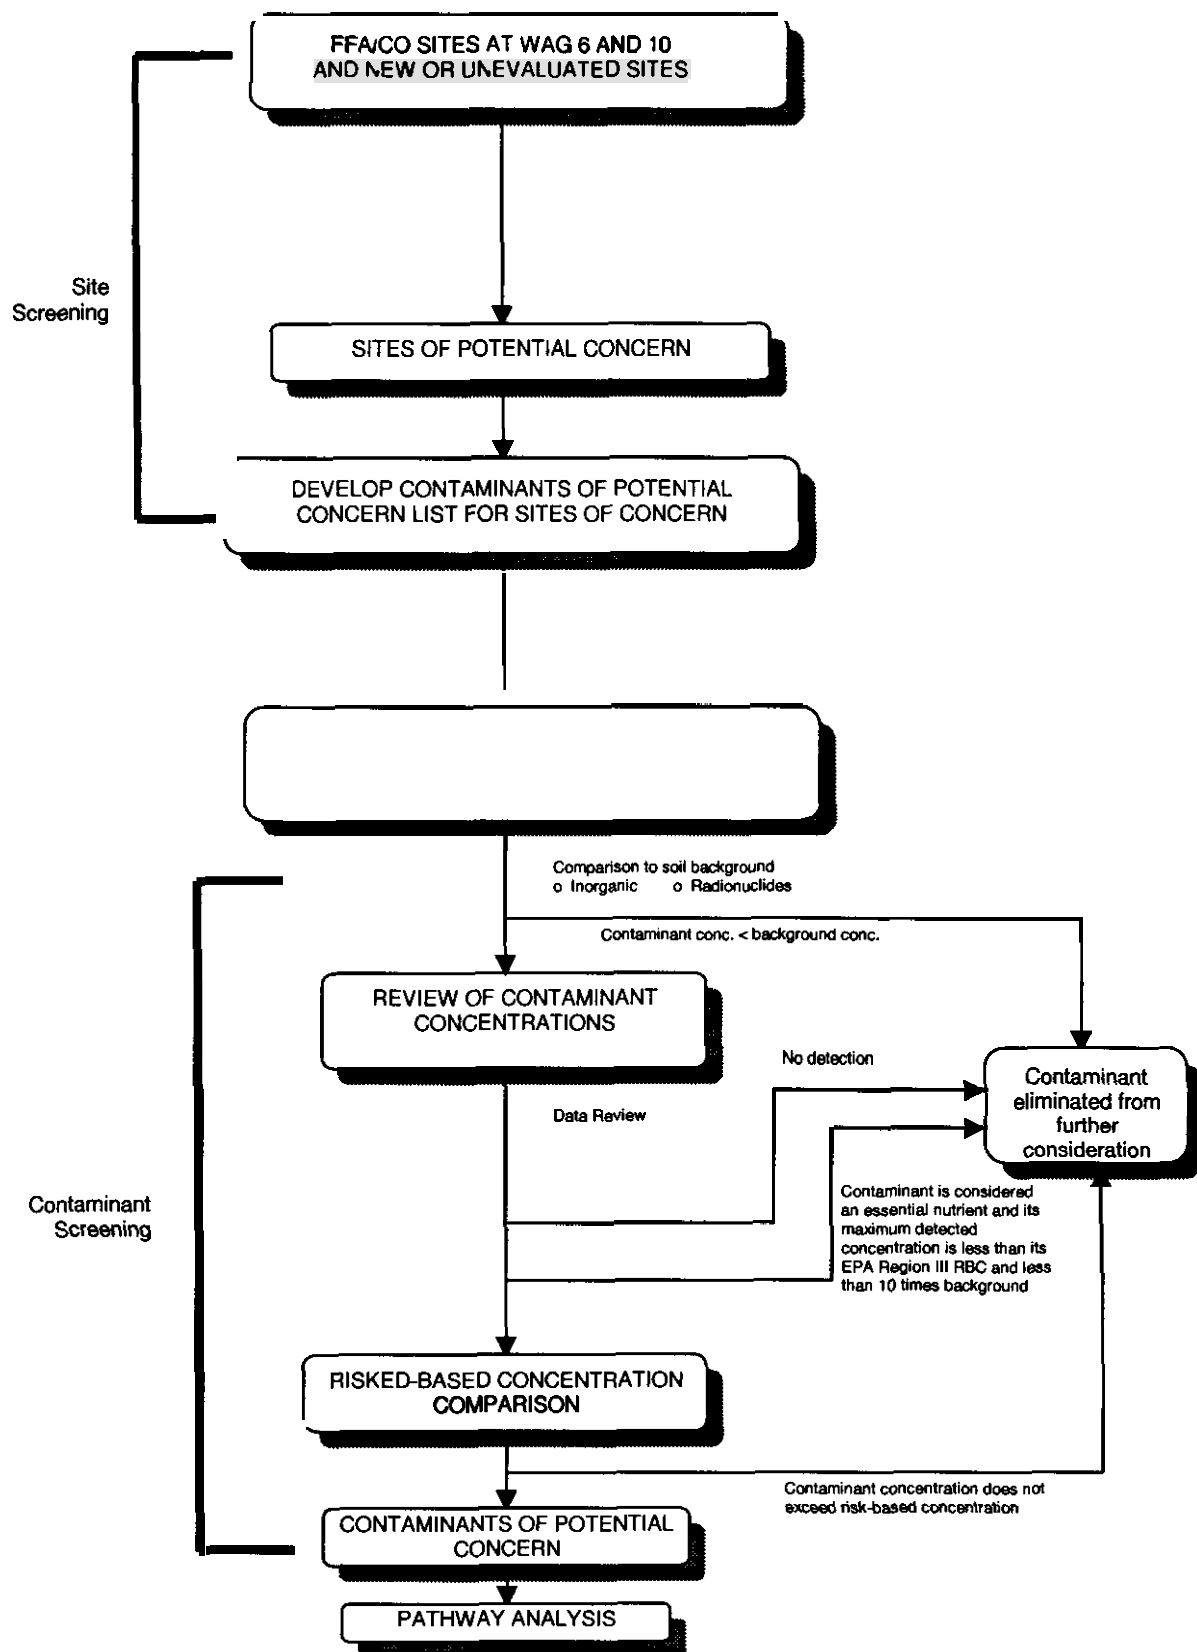 FFA/CO SITES AT WAG 6 AND 10
AND NEW OR UNEVALUATED SITES
Site
Screening
SITES OF POTENTIAL CONCERN
DEVELOP CONTAMINANTS OF POTENTIAL
CONCERN LIST FOR SITES OF CONCERN
Comparison to soil background
o Inorganic o Radionuclides
Contaminant conc. < background conc.
REVIEW OF CONTAMINANT
CONCENTRATIONS
No detection
Contaminant
eliminated from
further
consideration
Data Review
Contaminant
Screening
Contaminant is considered
an essential nutrient and its
maximum detected
concentration is less than its
EPA Region III RBC and less
than 10 times background
RISKED-BASED CONCENTRATION
COMPARISON
Contaminant concentration does not
exceed risk-based concentration
CONTAMINANTS OF POTENTIAL
CONCERN
PATHWAY ANALYSIS